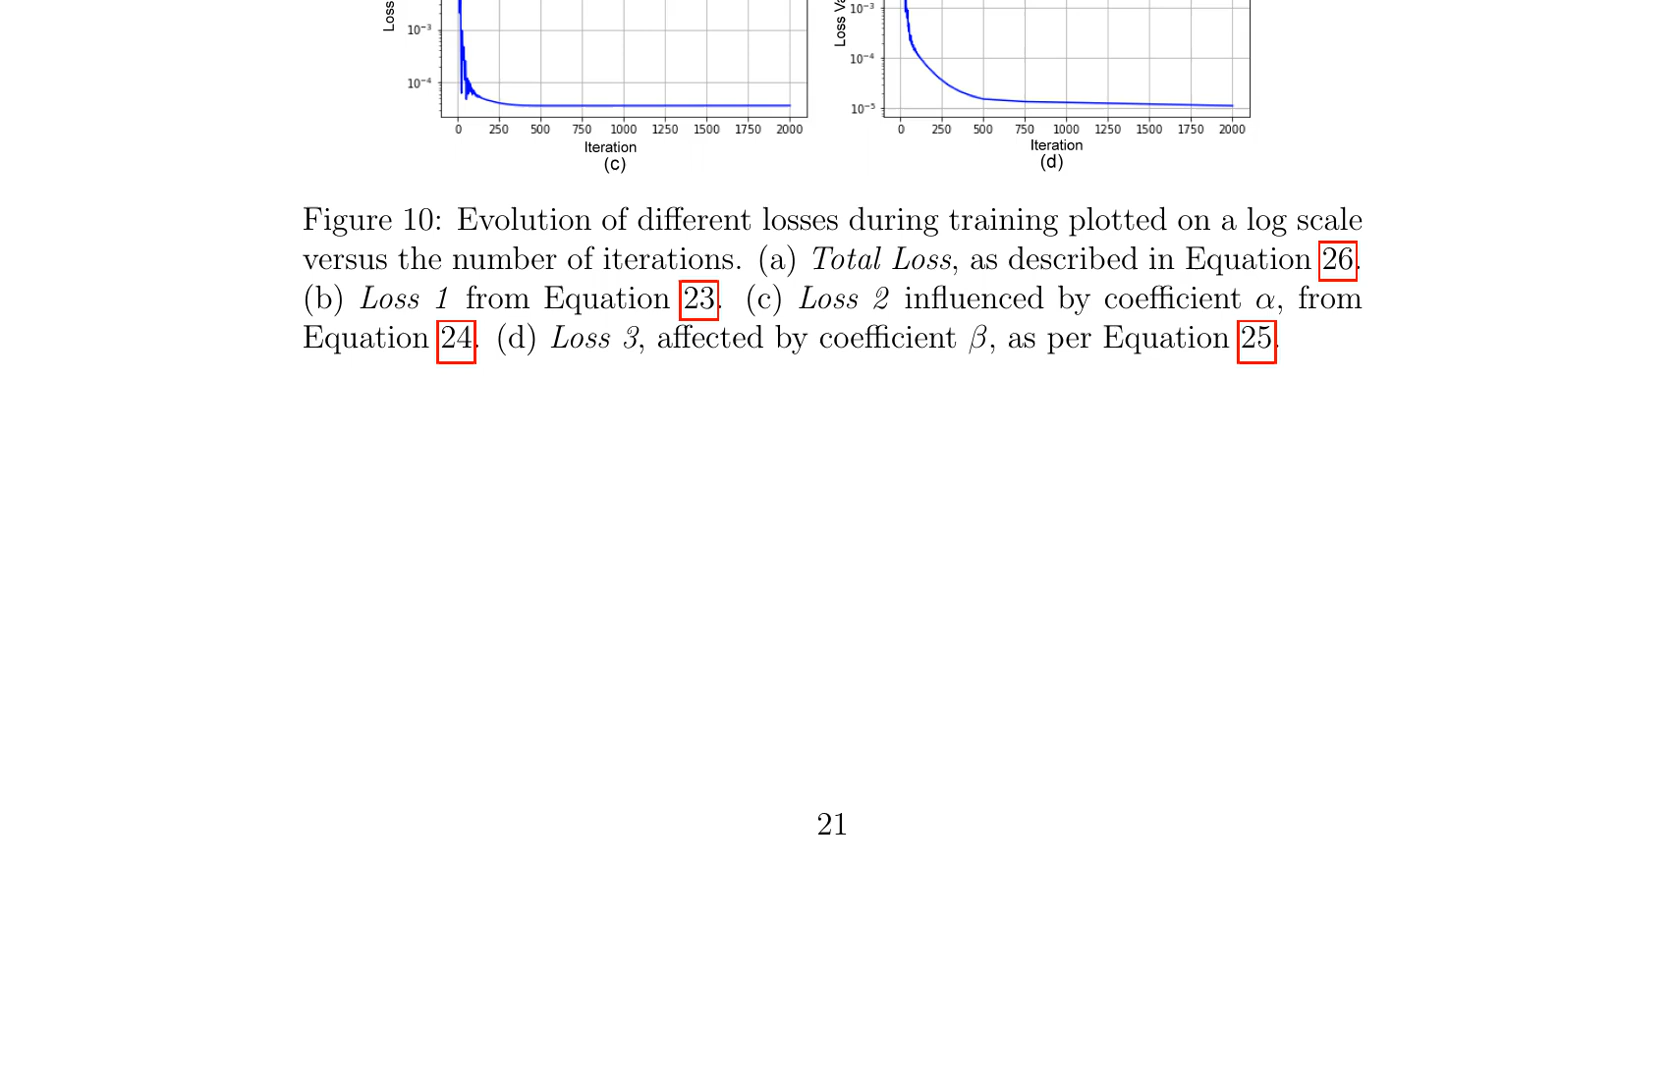 Loss
10⁻³
10⁻⁴
0 250 500 750 1000 1250 1500 1750 2000
Iteration
(c)
Loss Va
10⁻³
10⁻⁴
10⁻⁵
0 250 500 750 1000 1250 1500 1750 2000
Iteration
(d)
Figure 10: Evolution of different losses during training plotted on a log scale
versus the number of iterations. (a) Total Loss, as described in Equation 26.
(b) Loss 1 from Equation 23. (c) Loss 2 influenced by coefficient α, from
Equation 24. (d) Loss 3, affected by coefficient β, as per Equation 25.
21